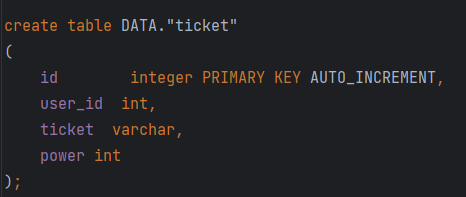 create table DATA."ticket"
(
    id        integer PRIMARY KEY AUTO_INCREMENT,
    user_id  int,
    ticket  varchar,
    power int
);